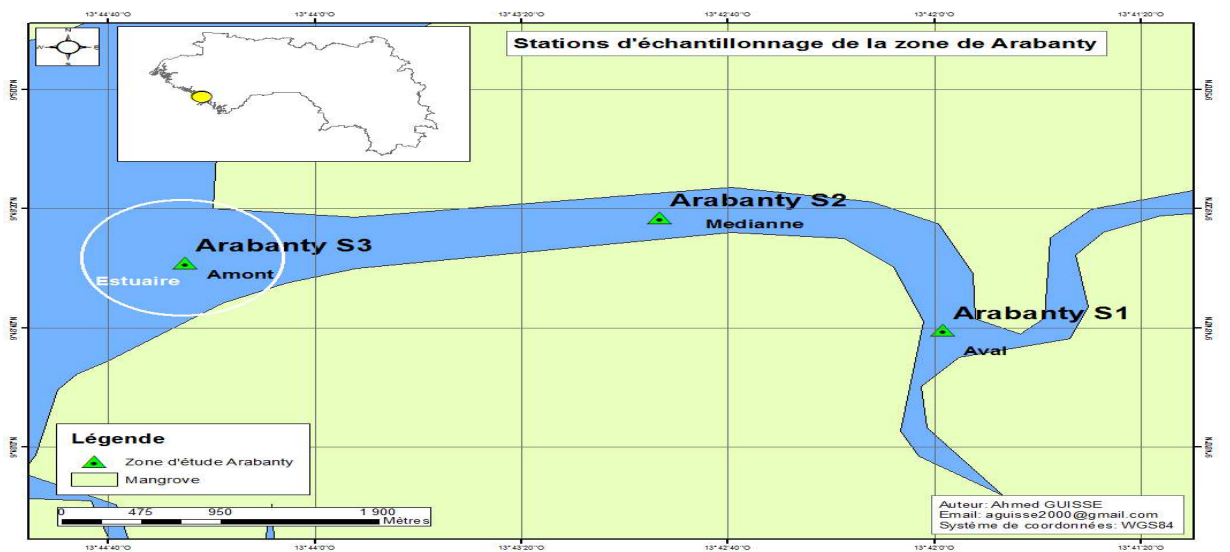 13°44'40"O 13°44'0"O 13°43'20"O 13°42'40"O 13°42'0"O 13°41'20"O
N
Stations d'échantillonnage de la zone de Arabanty
S
Arabanty S2
Medianne
Arabanty S3
Amont
Estuaire
Arabanty S1
Aval
Légende
Zone d'étude Arabanty
Mangrove
0 475 950 1 900
Mètres
Auteur: Ahmed GUISSE
Email: aguisse2000@gmail.com
Système de coordonnées: WGS84
13°44'40"O 13°44'0"O 13°43'20"O 13°42'40"O 13°42'0"O 13°41'20"O